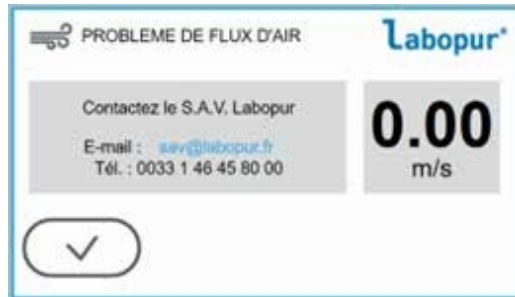 PROBLEME DE FLUX D'AIR
Labopur
Contactez le S.A.V. Labopur
E-mail : sav@labopur.fr
Tél. : 0033 1 46 45 80 00
0.00
m/s